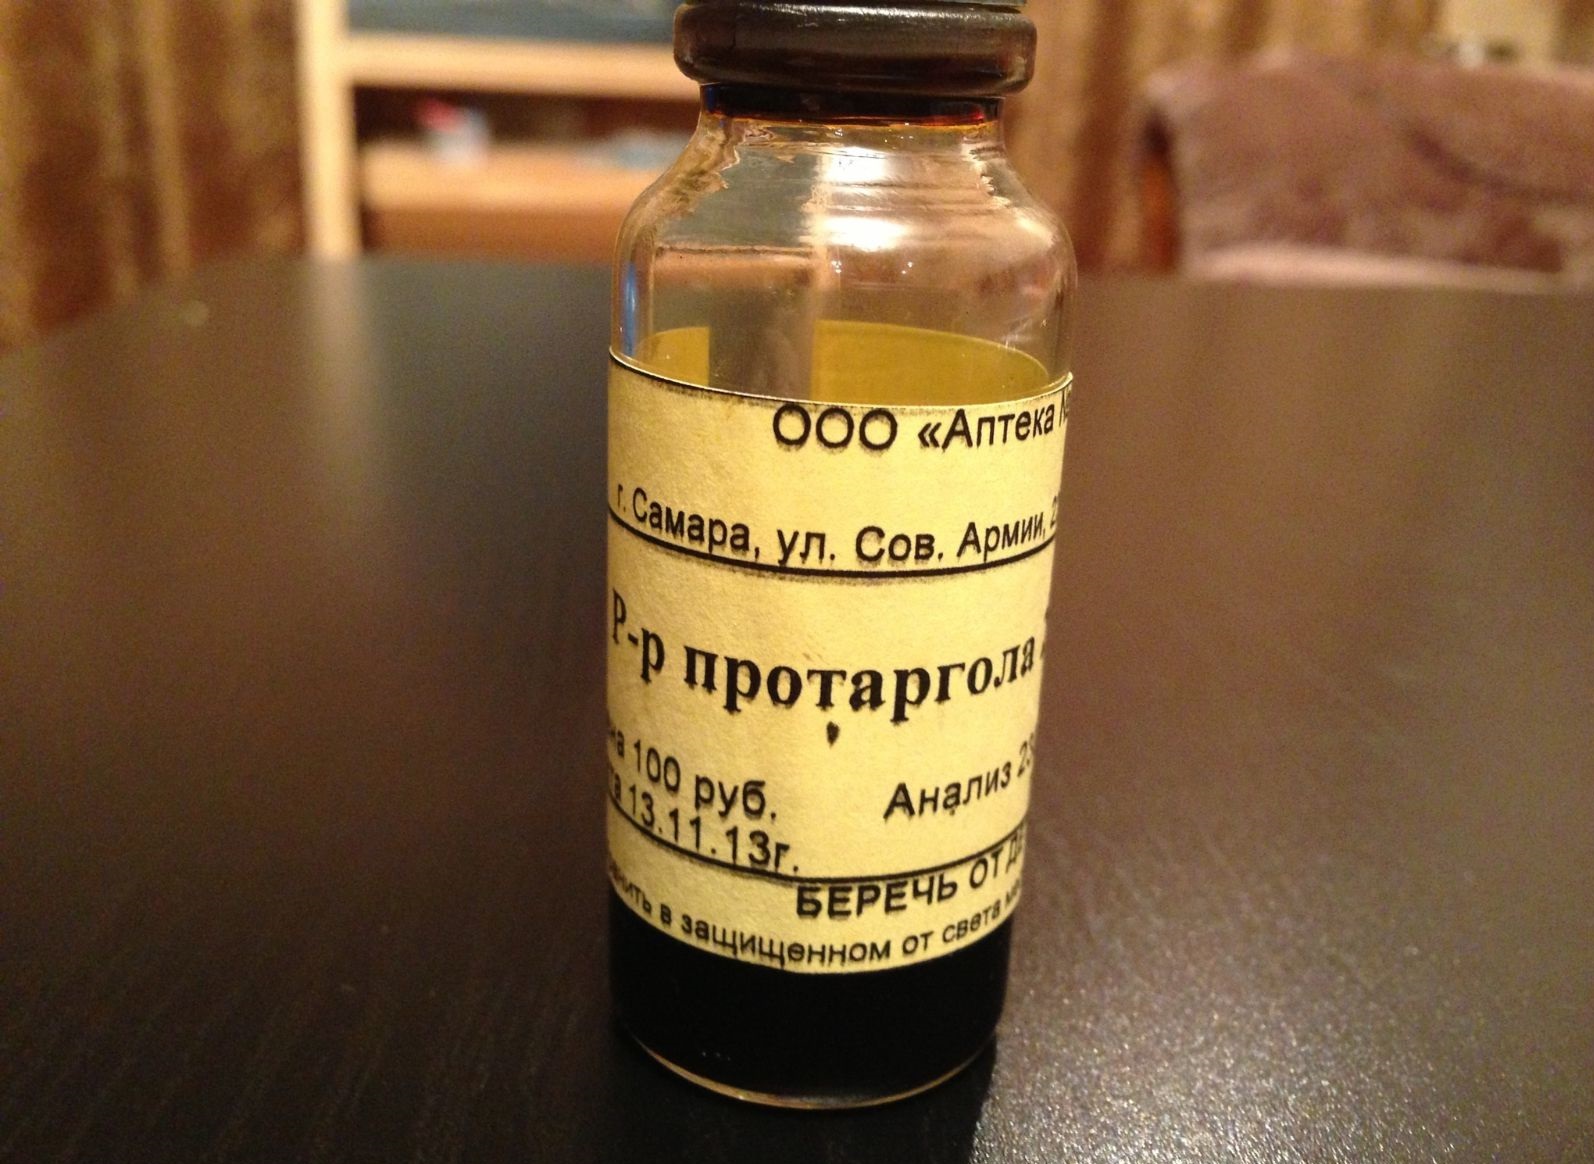 ООО «Аптека
г. Самара, ул. Сов. Армии,
Р-р протаргола
100 руб. Анализ
13.11.13г.
БЕРЕЧЬ ОТ
в защищенном от света